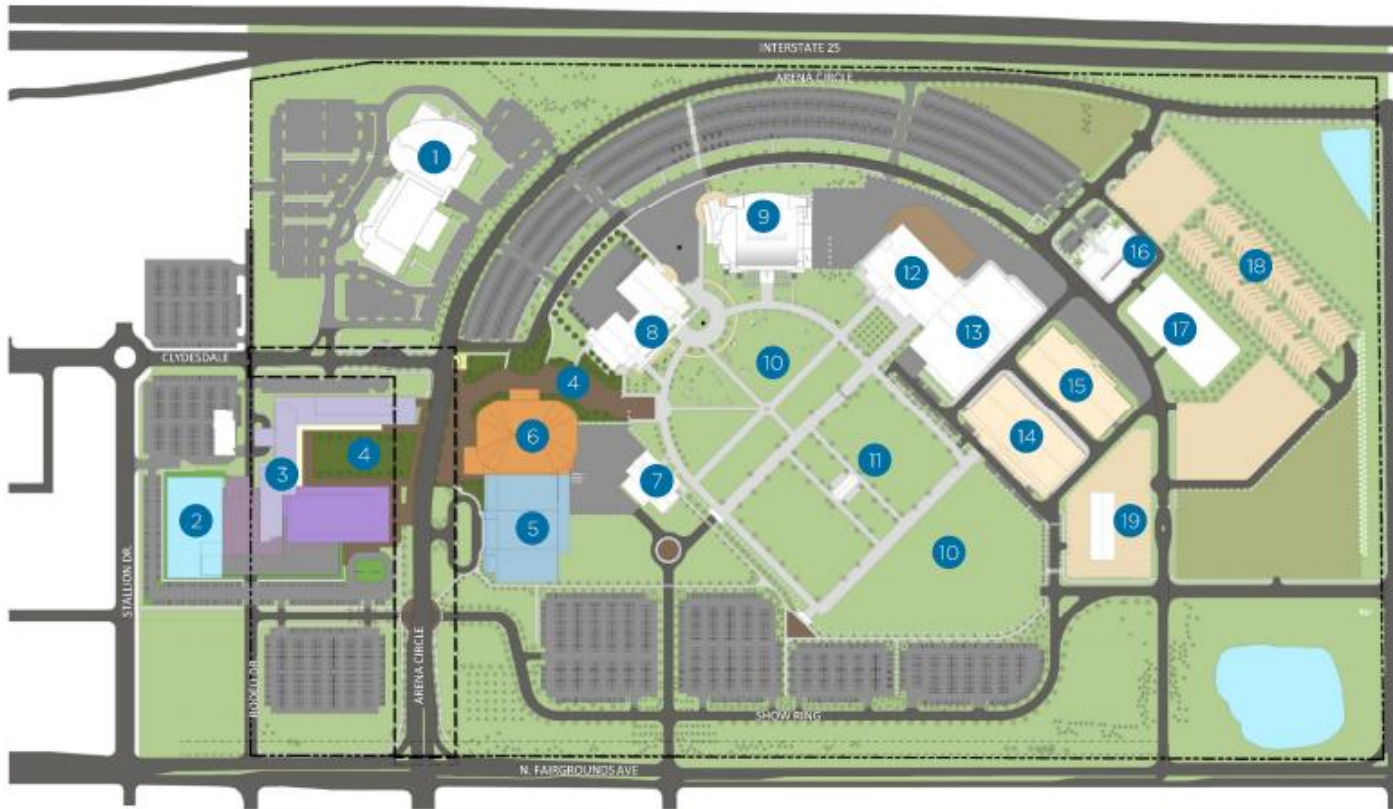 INTERSTATE 25
ARENA CIRCLE
1
9
16
18
12
13
17
8
CLYDESDALE
10
15
4
6
14
11
4
3
7
2
5
19
10
STALLION DR.
RODEO DR.
ARENA CIRCLE
SHOW RING
N. FAIRGROUNDS AVE